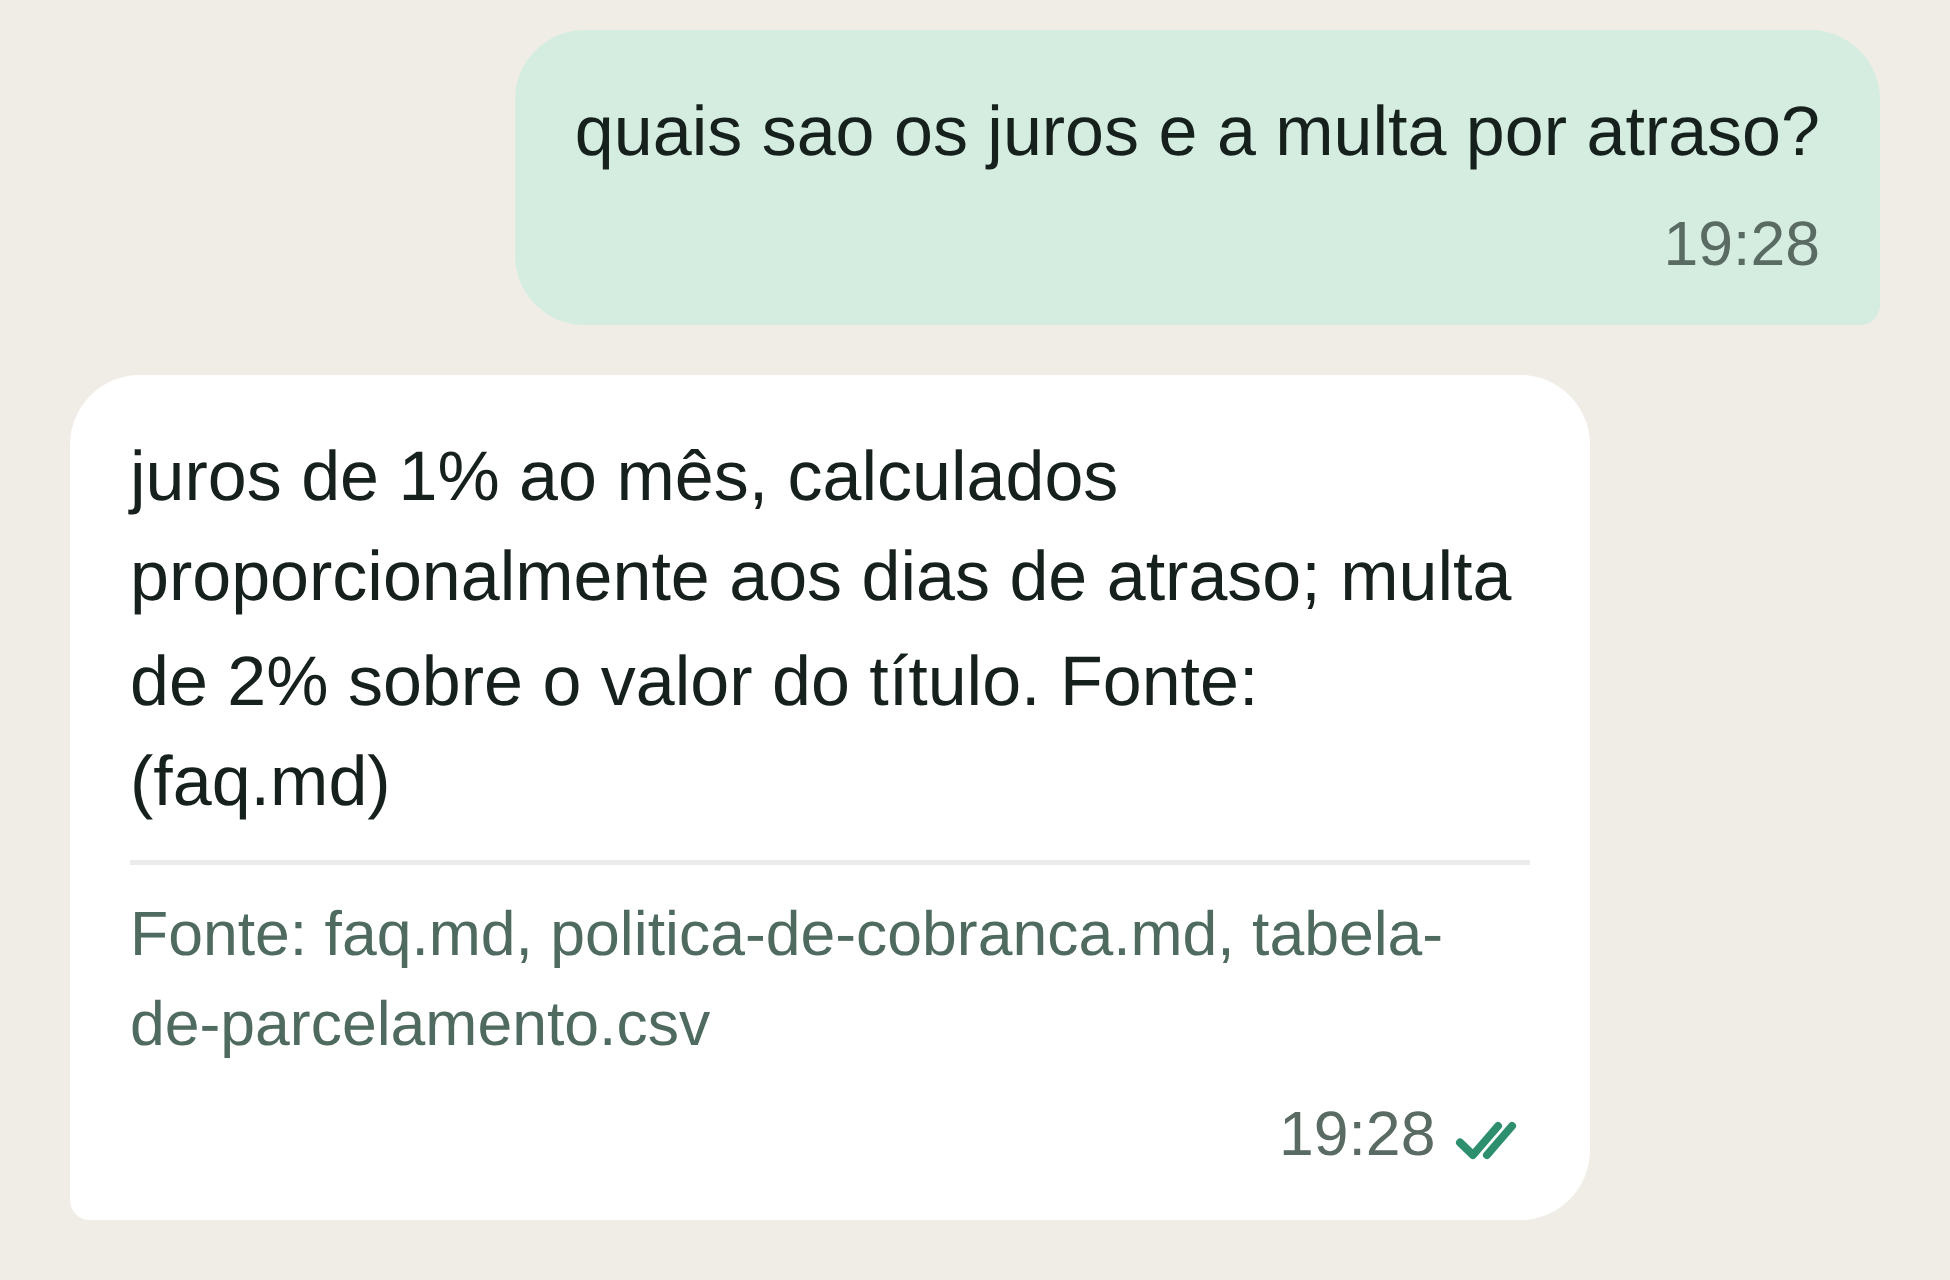 quais sao os juros e a multa por atraso?
19:28
juros de 1% ao mês, calculados
proporcionalmente aos dias de atraso; multa
de 2% sobre o valor do título. Fonte:
(faq.md)
Fonte: faq.md, politica-de-cobranca.md, tabela-
de-parcelamento.csv
19:28